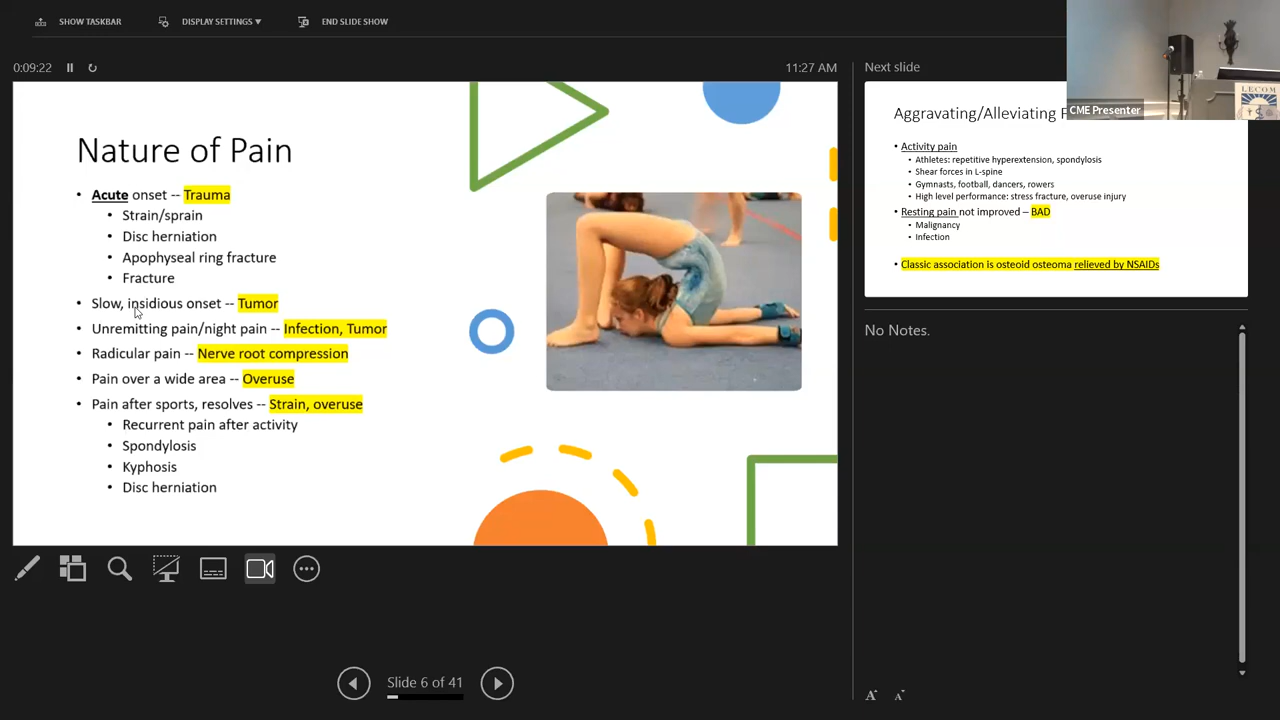 SHOW TASKBAR
DISPLAY SETTINGS ▼
END SLIDE SHOW
0:09:22
11:27 AM
Nature of Pain
• Acute onset -- Trauma
• Strain/sprain
• Disc herniation
• Apophyseal ring fracture
• Fracture
• Slow, insidious onset -- Tumor
• Unremitting pain/night pain -- Infection, Tumor
• Radicular pain -- Nerve root compression
• Pain over a wide area -- Overuse
• Pain after sports, resolves -- Strain, overuse
• Recurrent pain after activity
• Spondylosis
• Kyphosis
• Disc herniation
Slide 6 of 41
Next slide
Aggravating/Alleviating
• Activity pain
• Athletes: repetitive hyperextension, spondylosis
• Shear forces in L-spine
• Gymnasts, football, dancers, rowers
• High level performance: stress fracture, overuse injury
• Resting pain not improved – BAD
• Malignancy
• Infection
• Classic association is osteoid osteoma relieved by NSAIDs
No Notes.
A A
CME Presenter
LECOM